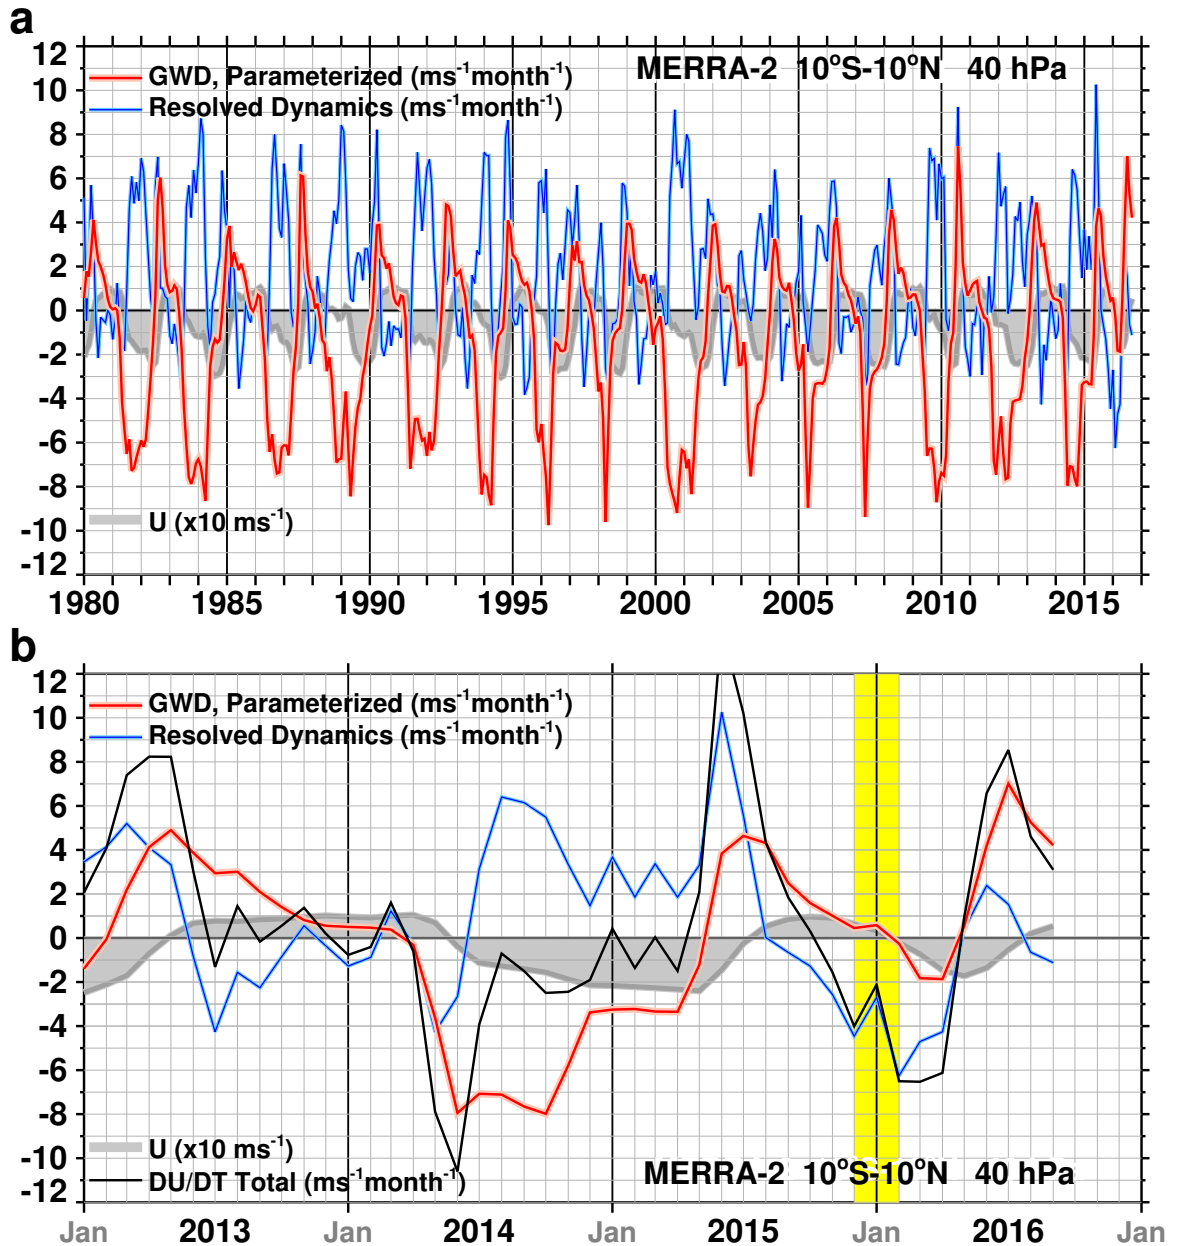 a
12
10
8
6
4
2
0
-2
-4
-6
-8
-10
-12
GWD, Parameterized (ms⁻¹month⁻¹)
Resolved Dynamics (ms⁻¹month⁻¹)
MERRA-2 10°S-10°N 40 hPa
U (x10 ms⁻¹)
1980 1985 1990 1995 2000 2005 2010 2015
b
12
10
8
6
4
2
0
-2
-4
-6
-8
-10
-12
GWD, Parameterized (ms⁻¹month⁻¹)
Resolved Dynamics (ms⁻¹month⁻¹)
U (x10 ms⁻¹)
DU/DT Total (ms⁻¹month⁻¹)
MERRA-2 10°S-10°N 40 hPa
Jan 2013 Jan 2014 Jan 2015 Jan 2016 Jan